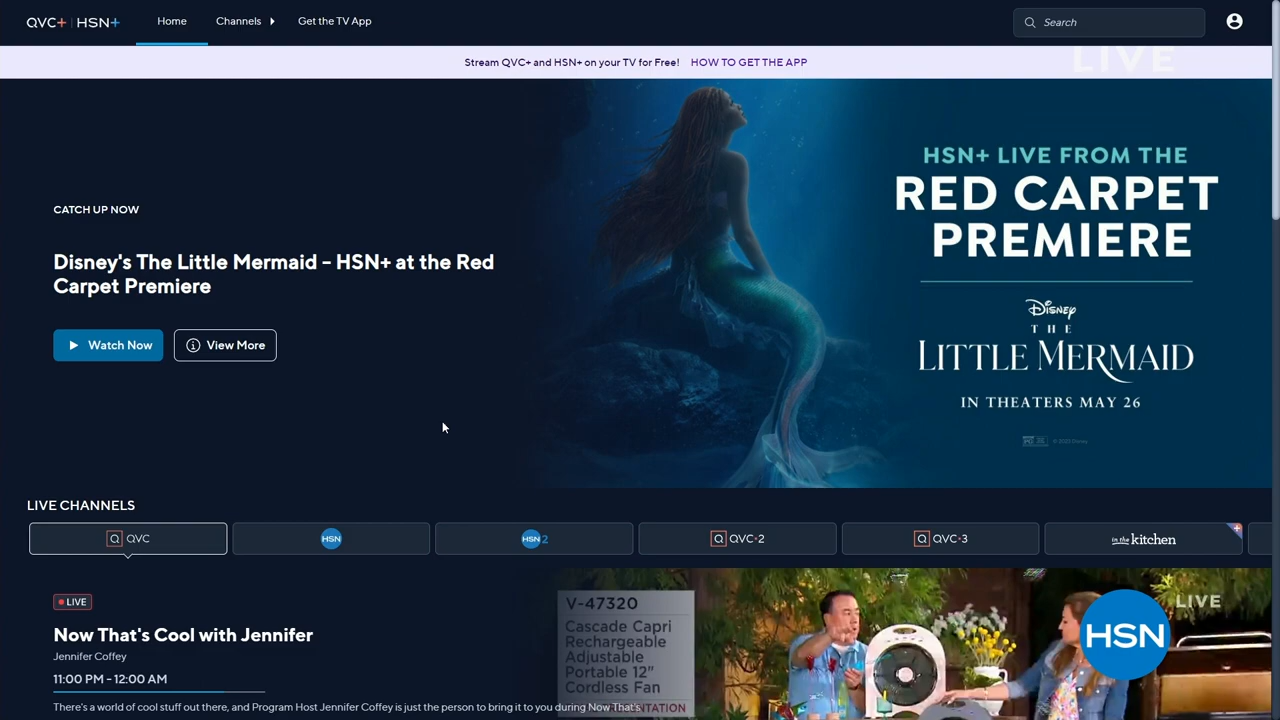 QVC+ | HSN+
Home
Channels
Get the TV App
Search
LIVE
Stream QVC+ and HSN+ on your TV for Free! HOW TO GET THE APP
CATCH UP NOW
Disney's The Little Mermaid - HSN+ at the Red
Carpet Premiere
Watch Now
View More
HSN+ LIVE FROM THE
RED CARPET
PREMIERE
Disney
THE
LITTLE MERMAID
IN THEATERS MAY 26
© 2023 Disney
LIVE CHANNELS
Q QVC
HSN
HSN 2
Q QVC•2
Q QVC•3
in the kitchen
LIVE
Now That's Cool with Jennifer
Jennifer Coffey
11:00 PM - 12:00 AM
There's a world of cool stuff out there, and Program Host Jennifer Coffey is just the person to bring it to you during Now That's
V-47320
Cascade Capri
Rechargeable
Adjustable
Portable 12"
Cordless Fan
HSN
LIVE